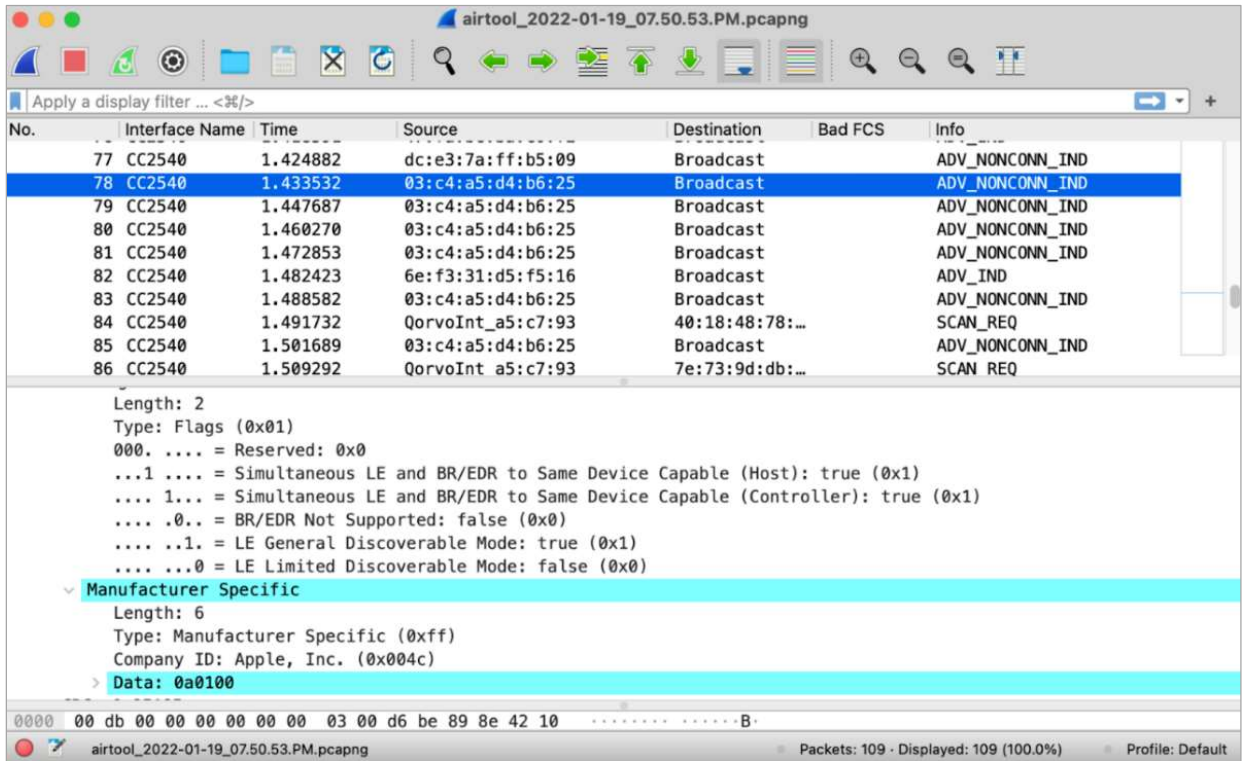 airtool_2022-01-19_07.50.53.PM.pcapng
Apply a display filter ... <⌘/>
No. Interface Name Time Source Destination Bad FCS Info
77 CC2540 1.424882 dc:e3:7a:ff:b5:09 Broadcast ADV_NONCONN_IND
78 CC2540 1.433532 03:c4:a5:d4:b6:25 Broadcast ADV_NONCONN_IND
79 CC2540 1.447687 03:c4:a5:d4:b6:25 Broadcast ADV_NONCONN_IND
80 CC2540 1.460270 03:c4:a5:d4:b6:25 Broadcast ADV_NONCONN_IND
81 CC2540 1.472853 03:c4:a5:d4:b6:25 Broadcast ADV_NONCONN_IND
82 CC2540 1.482423 6e:f3:31:d5:f5:16 Broadcast ADV_IND
83 CC2540 1.488582 03:c4:a5:d4:b6:25 Broadcast ADV_NONCONN_IND
84 CC2540 1.491732 QorvoInt_a5:c7:93 40:18:48:78:… SCAN_REQ
85 CC2540 1.501689 03:c4:a5:d4:b6:25 Broadcast ADV_NONCONN_IND
86 CC2540 1.509292 QorvoInt_a5:c7:93 7e:73:9d:db:… SCAN_REQ
Length: 2
Type: Flags (0x01)
000. .... = Reserved: 0x0
...1 .... = Simultaneous LE and BR/EDR to Same Device Capable (Host): true (0x1)
.... 1... = Simultaneous LE and BR/EDR to Same Device Capable (Controller): true (0x1)
.... .0.. = BR/EDR Not Supported: false (0x0)
.... ..1. = LE General Discoverable Mode: true (0x1)
.... ...0 = LE Limited Discoverable Mode: false (0x0)
Manufacturer Specific
Length: 6
Type: Manufacturer Specific (0xff)
Company ID: Apple, Inc. (0x004c)
Data: 0a0100
0000 00 db 00 00 00 00 00 00 03 00 d6 be 89 8e 42 10 ········ ······B·
airtool_2022-01-19_07.50.53.PM.pcapng Packets: 109 · Displayed: 109 (100.0%) Profile: Default